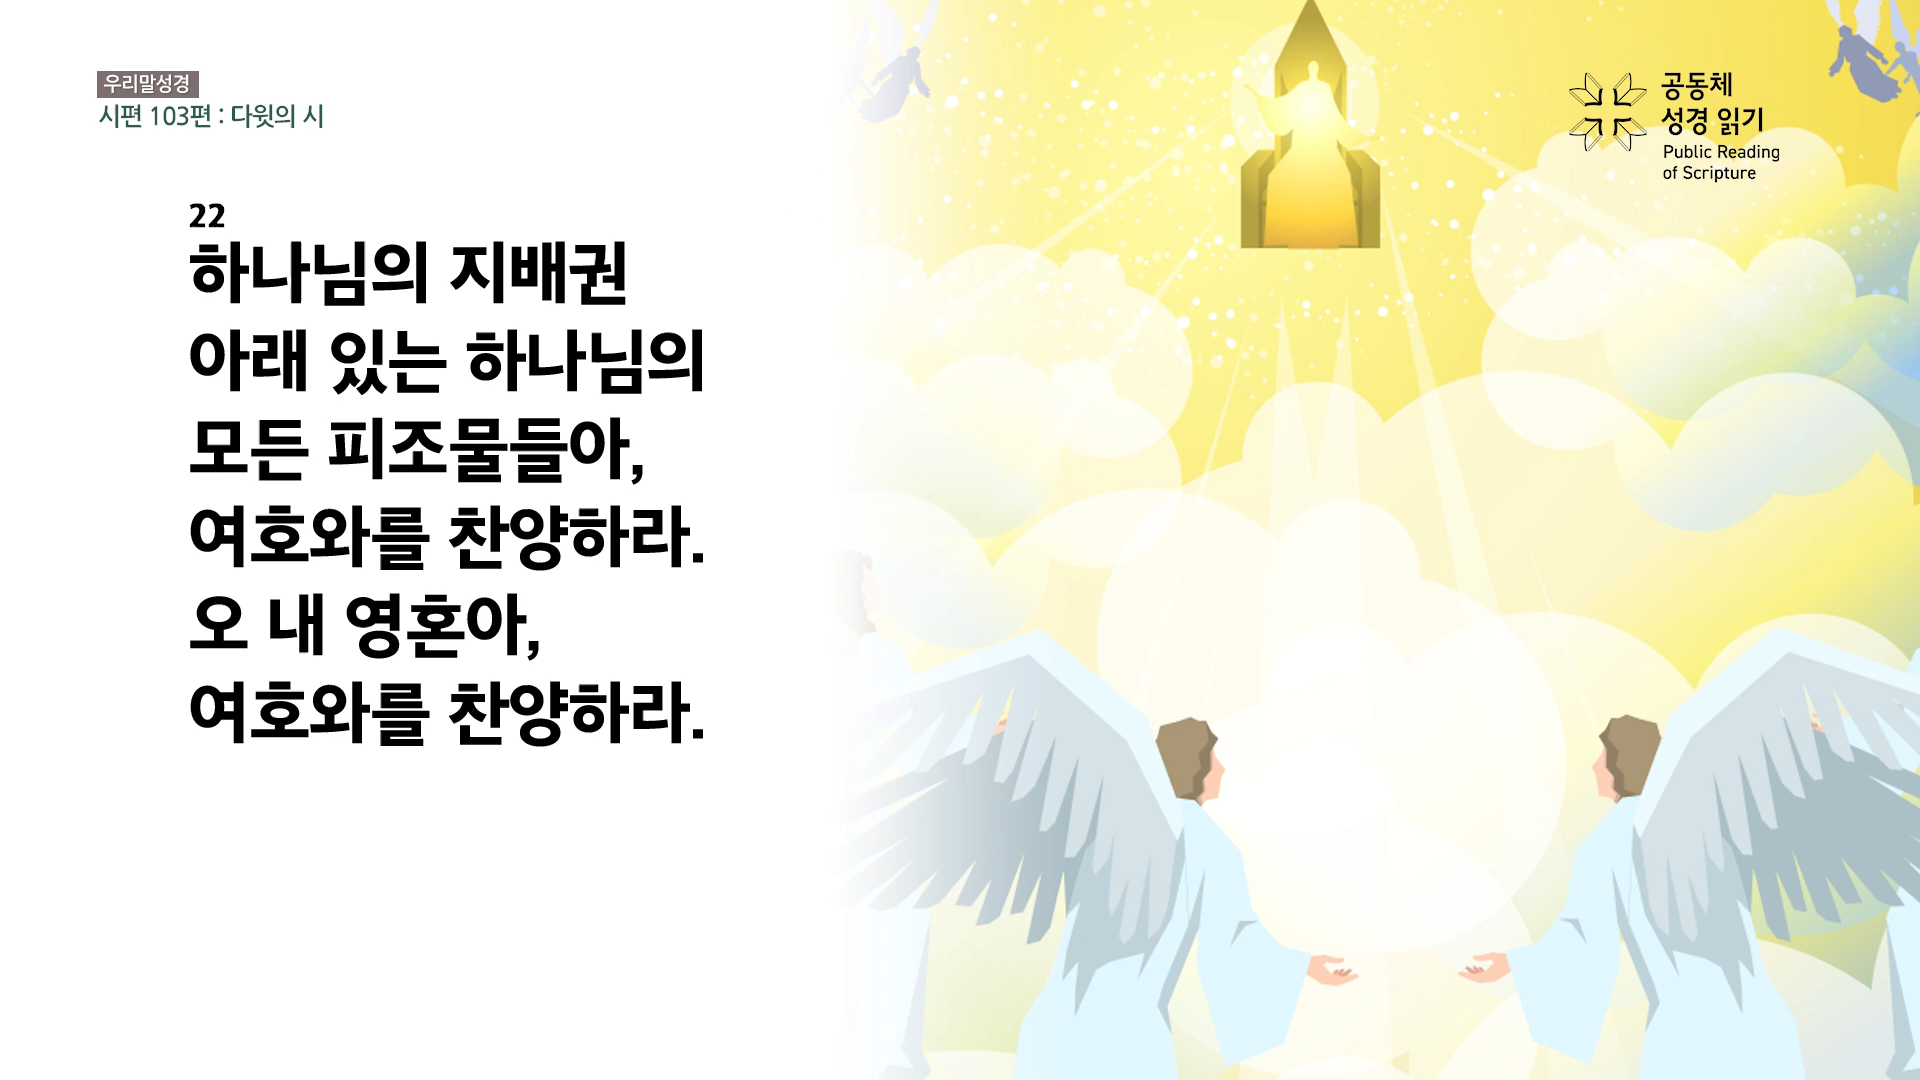 우리말성경
시편 103편 : 다윗의 시
공동체
성경 읽기
Public Reading
of Scripture
22
하나님의 지배권
아래 있는 하나님의
모든 피조물들아,
여호와를 찬양하라.
오 내 영혼아,
여호와를 찬양하라.